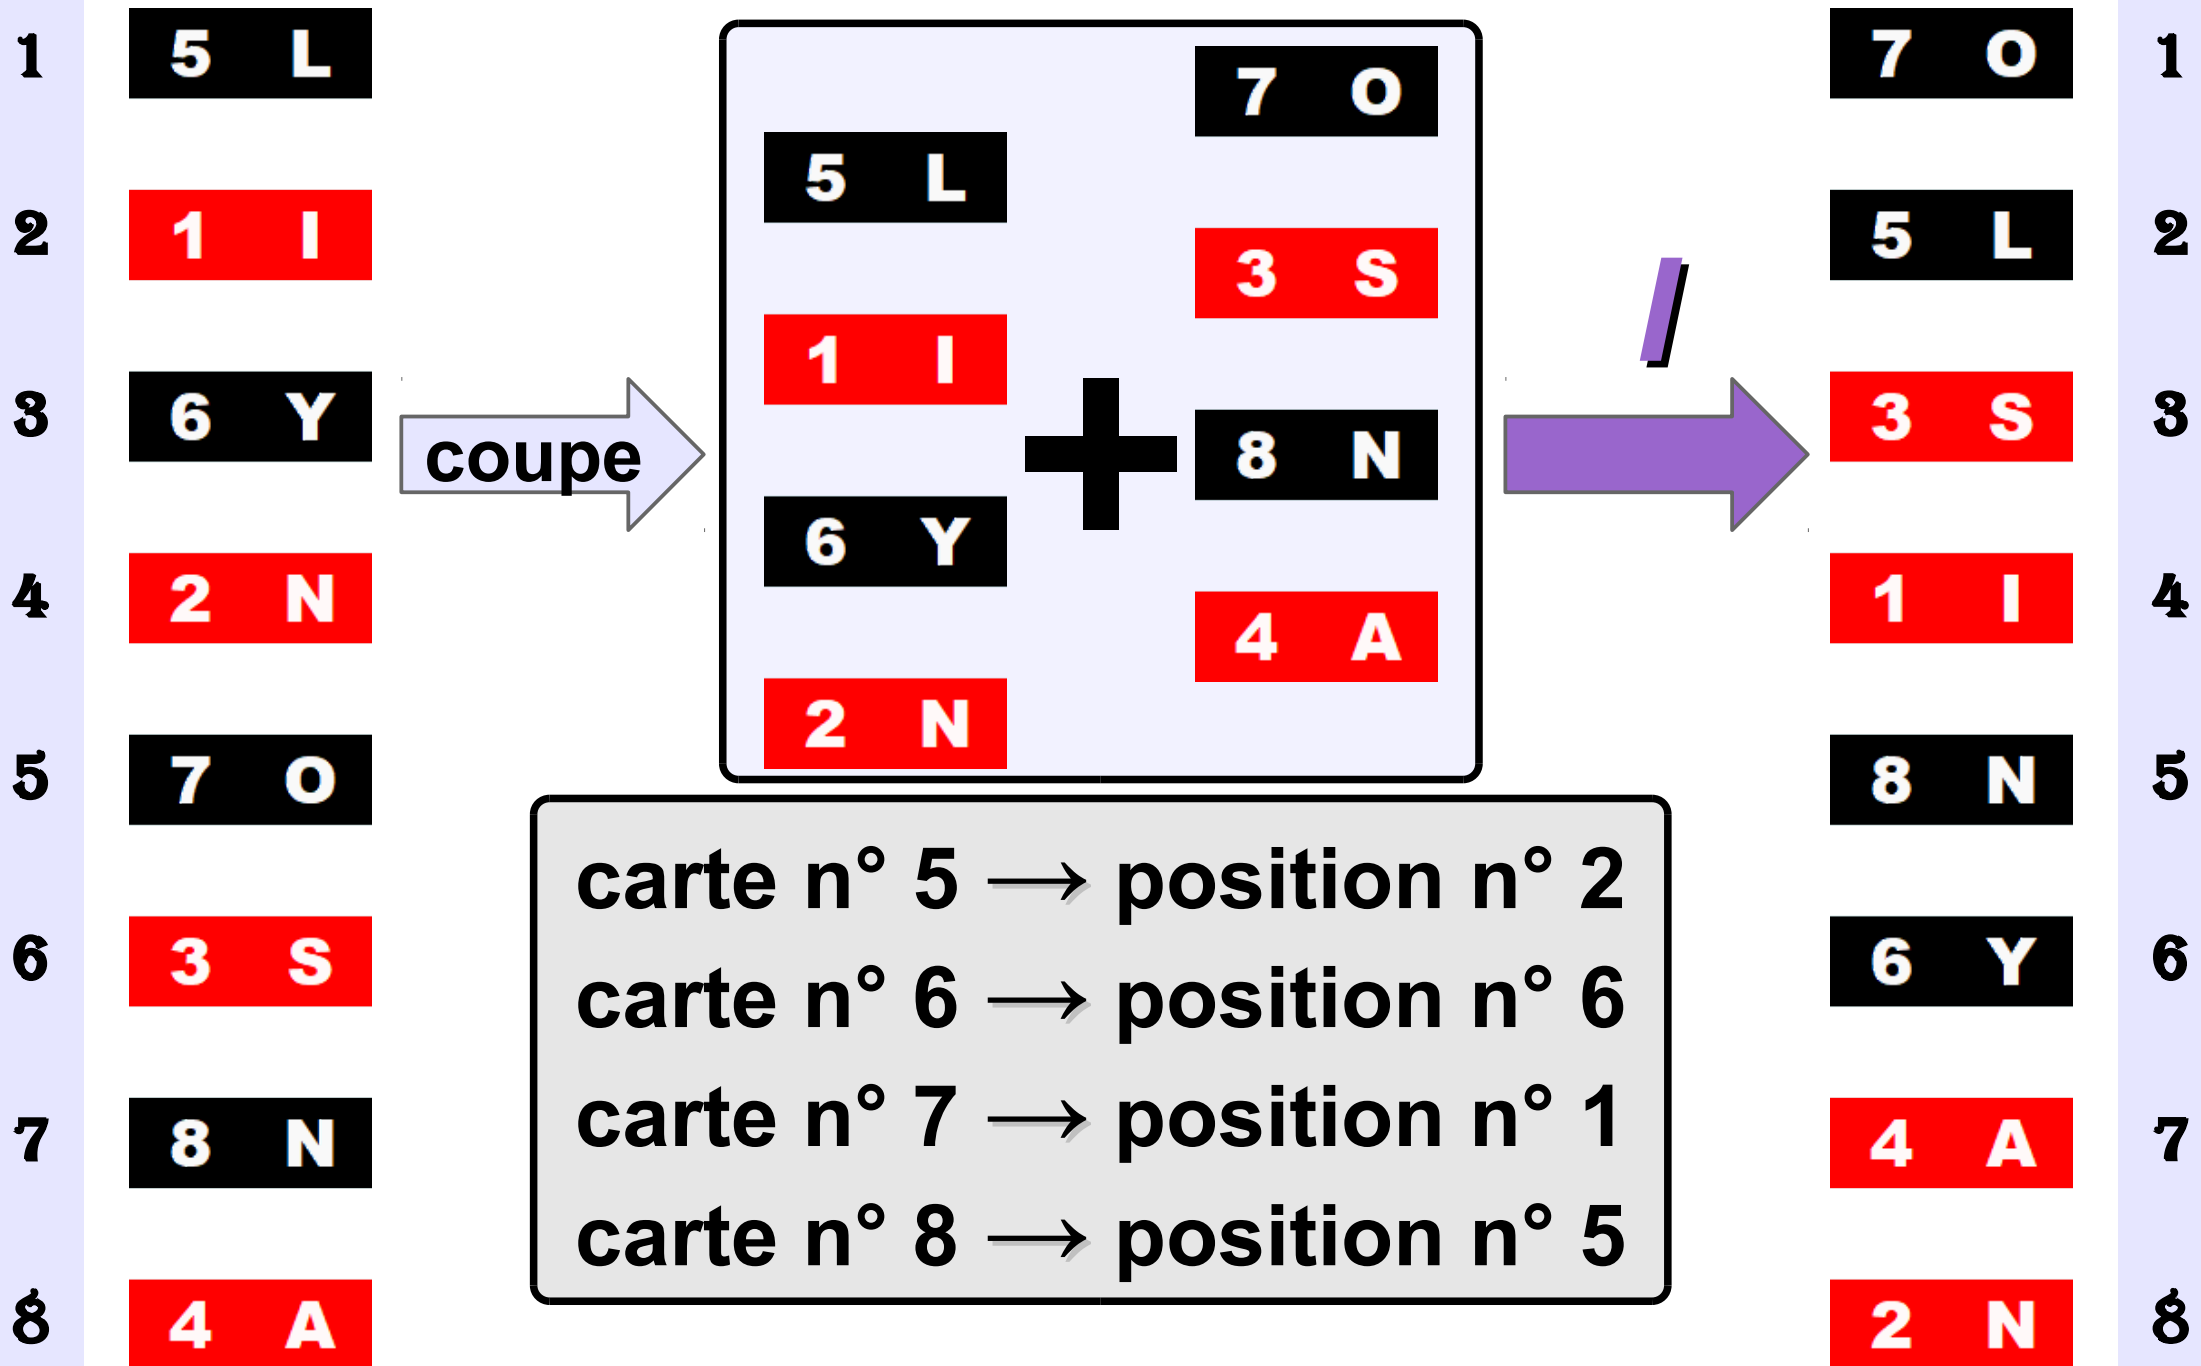 1
5 L
2
1 I
3
6 Y
4
2 N
5
7 O
6
3 S
7
8 N
8
4 A
coupe
5 L
1 I
6 Y
2 N
+
7 O
3 S
8 N
4 A
I
carte n° 5 → position n° 2
carte n° 6 → position n° 6
carte n° 7 → position n° 1
carte n° 8 → position n° 5
7 O
1
5 L
2
3 S
3
1 I
4
8 N
5
6 Y
6
4 A
7
2 N
8